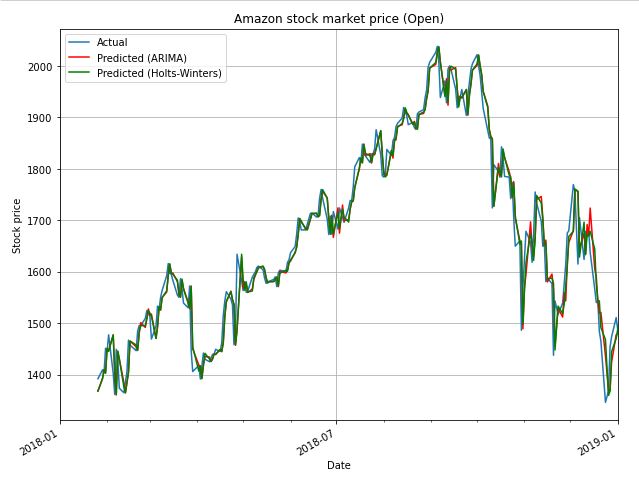 Amazon stock market price (Open)
Actual
Predicted (ARIMA)
Predicted (Holts-Winters)
Stock price
2000
1900
1800
1700
1600
1500
1400
2018-01
2018-07
2019-01
Date